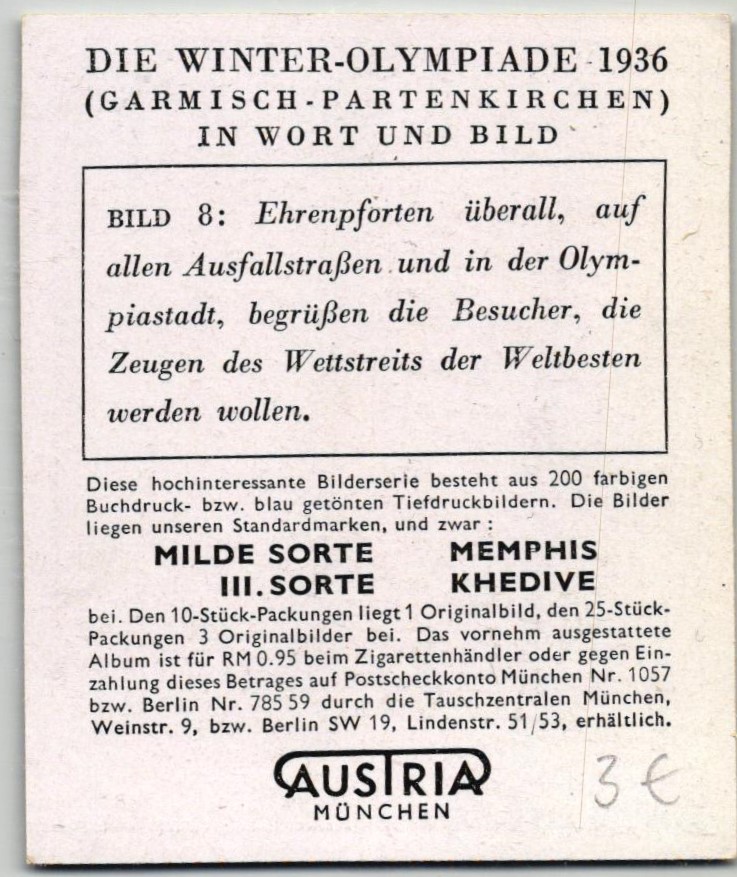 DIE WINTER-OLYMPIADE 1936
(GARMISCH-PARTENKIRCHEN)
IN WORT UND BILD
BILD 8: Ehrenpforten überall, auf
allen Ausfallstraßen und in der Olym-
piastadt, begrüßen die Besucher, die
Zeugen des Wettstreits der Weltbesten
werden wollen.
Diese hochinteressante Bilderserie besteht aus 200 farbigen
Buchdruck- bzw. blau getönten Tiefdruckbildern. Die Bilder
liegen unseren Standardmarken, und zwar :
MILDE SORTE MEMPHIS
III. SORTE KHEDIVE
bei. Den 10-Stück-Packungen liegt 1 Originalbild, den 25-Stück-
Packungen 3 Originalbilder bei. Das vornehm ausgestattete
Album ist für RM 0.95 beim Zigarettenhändler oder gegen Ein-
zahlung dieses Betrages auf Postscheckkonto München Nr. 1057
bzw. Berlin Nr. 785 59 durch die Tauschzentralen München,
Weinstr. 9, bzw. Berlin SW 19, Lindenstr. 51/53, erhältlich.
AUSTRIA
MÜNCHEN
3 €